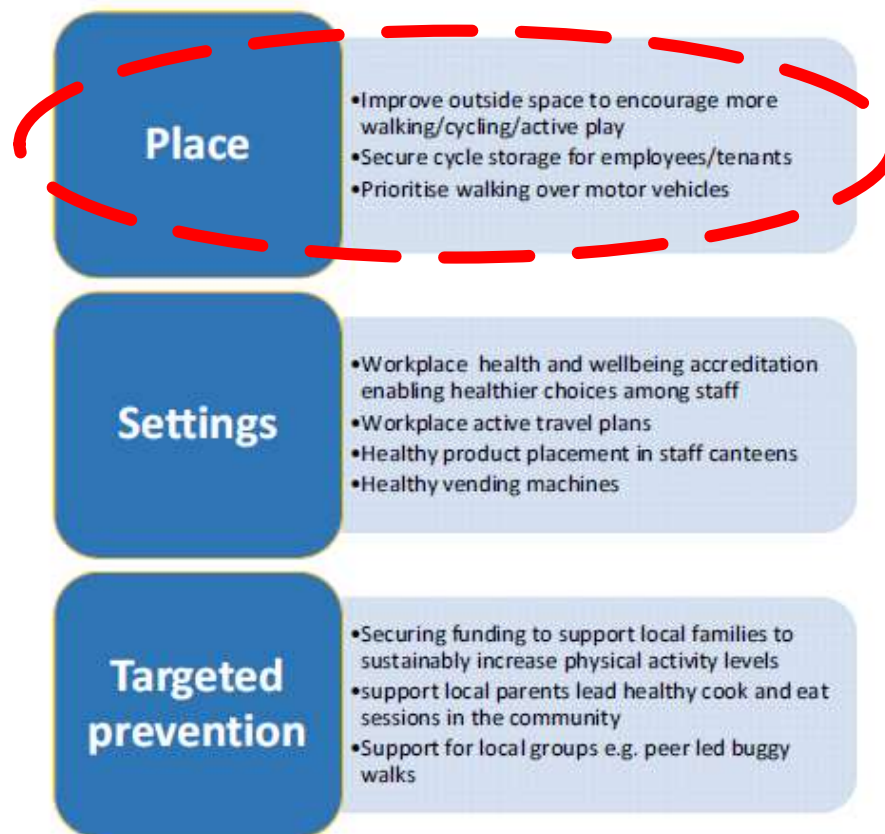 Place
•Improve outside space to encourage more
walking/cycling/active play
•Secure cycle storage for employees/tenants
•Prioritise walking over motor vehicles
Settings
•Workplace health and wellbeing accreditation
enabling healthier choices among staff
•Workplace active travel plans
•Healthy product placement in staff canteens
•Healthy vending machines
Targeted
prevention
•Securing funding to support local families to
sustainably increase physical activity levels
•support local parents lead healthy cook and eat
sessions in the community
•Support for local groups e.g. peer led buggy
walks